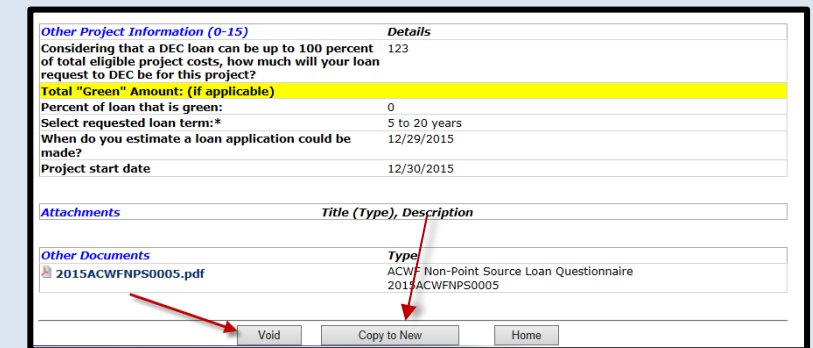 Other Project Information (0-15) Details
Considering that a DEC loan can be up to 100 percent 123
of total eligible project costs, how much will your loan
request to DEC be for this project?
Total "Green" Amount: (if applicable)
Percent of loan that is green: 0
Select requested loan term:* 5 to 20 years
When do you estimate a loan application could be 12/29/2015
made?
Project start date 12/30/2015
Attachments Title (Type), Description
Other Documents Type
2015ACWFNPS0005.pdf ACWF Non-Point Source Loan Questionnaire
2015ACWFNPS0005
Void Copy to New Home